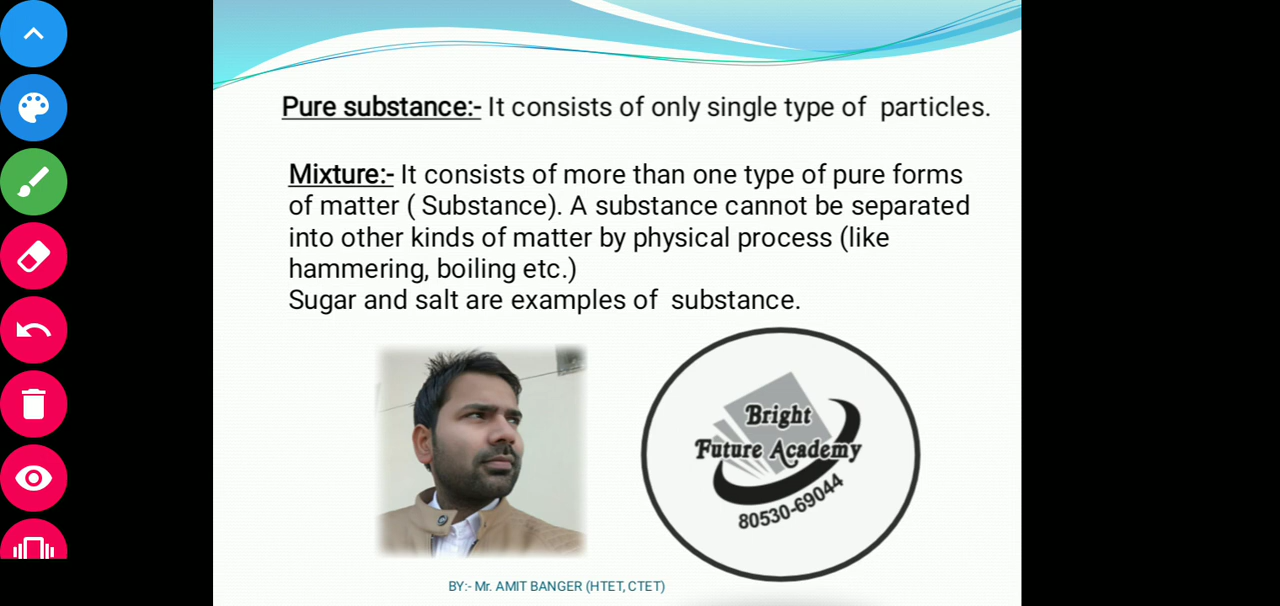 Pure substance:- It consists of only single type of particles.
Mixture:- It consists of more than one type of pure forms
of matter ( Substance). A substance cannot be separated
into other kinds of matter by physical process (like
hammering, boiling etc.)
Sugar and salt are examples of substance.
Bright
Future Academy
80530-69044
BY:- Mr. AMIT BANGER (HTET, CTET)